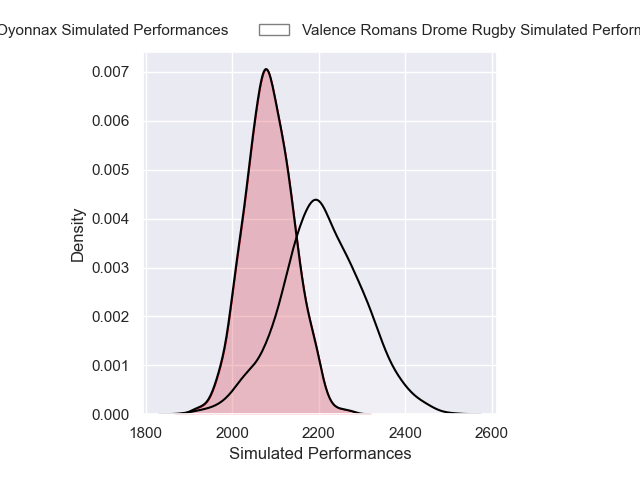 Oyonnax Simulated Performances
Valence Romans Drome Rugby Simulated
0.007
0.006
0.005
0.004
0.003
0.002
0.001
0.000
Density
1800 2000 2200 2400 2600
Simulated Performances